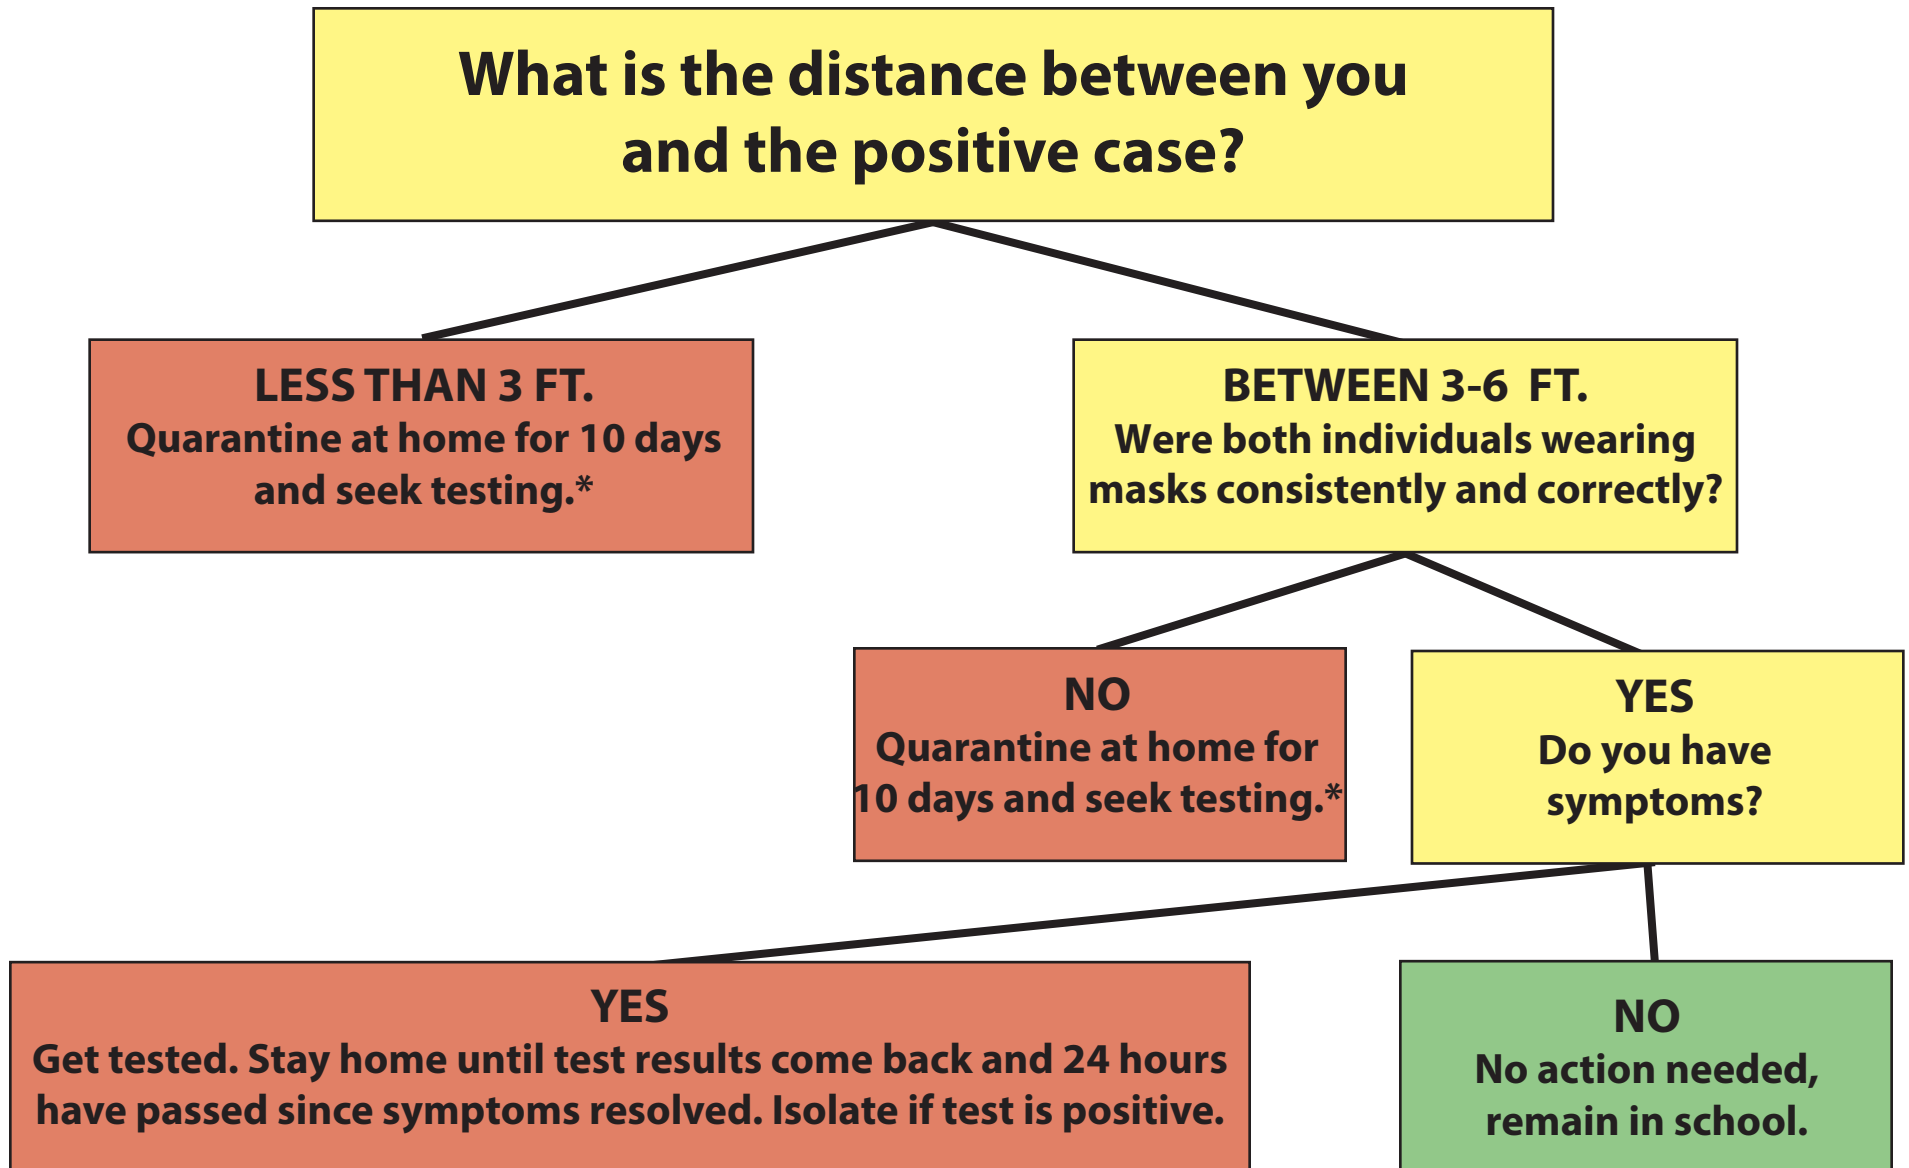 What is the distance between you
and the positive case?
LESS THAN 3 FT.
Quarantine at home for 10 days
and seek testing.*
BETWEEN 3-6 FT.
Were both individuals wearing
masks consistently and correctly?
NO
Quarantine at home for
10 days and seek testing.*
YES
Do you have
symptoms?
YES
Get tested. Stay home until test results come back and 24 hours
have passed since symptoms resolved. Isolate if test is positive.
NO
No action needed,
remain in school.